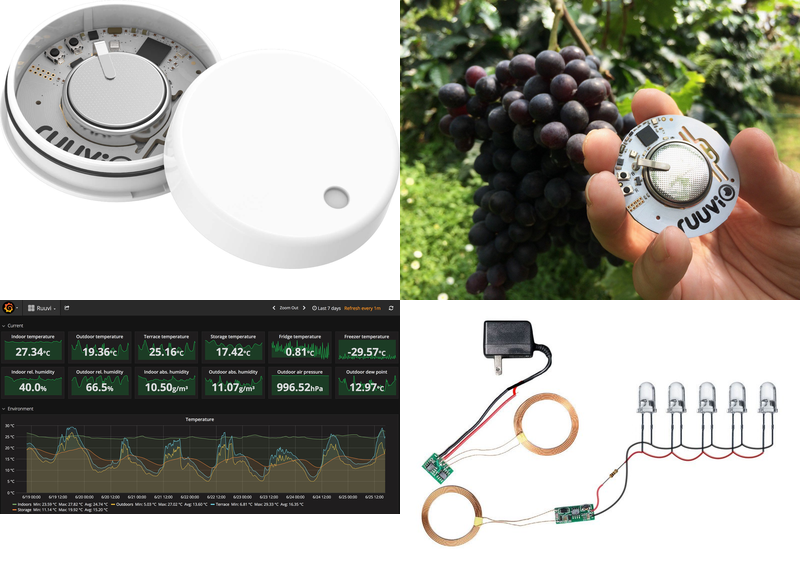 ruuvi
ruuvi
Ruuvi
Zoom Out
Last 7 days
Refresh every 1m
Current
Indoor temperature
Outdoor temperature
Terrace temperature
Storage temperature
Fridge temperature
Freezer temperature
27.34°C
19.36°C
25.16°C
17.42°C
0.81°C
-29.57°C
Indoor rel. humidity
Outdoor rel. humidity
Indoor abs. humidity
Outdoor abs. humidity
Outdoor air pressure
Outdoor dew point
40.0%
66.5%
10.50g/m³
11.07g/m³
996.52hPa
12.97°C
Environment
Temperature
30 °C
25 °C
20 °C
15 °C
10 °C
5 °C
0 °C
6/19 00:00
6/19 12:00
6/20 00:00
6/20 12:00
6/21 00:00
6/21 12:00
6/22 00:00
6/22 12:00
6/23 00:00
6/23 12:00
6/24 00:00
6/24 12:00
6/25 00:00
6/25 12:00
Indoors Min: 23.59 °C Max: 27.82 °C Avg: 24.74 °C
Outdoors Min: 5.03 °C Max: 27.02 °C Avg: 13.60 °C
Terrace Min: 6.81 °C Max: 29.33 °C Avg: 16.35 °C
Storage Min: 11.14 °C Max: 19.92 °C Avg: 15.20 °C